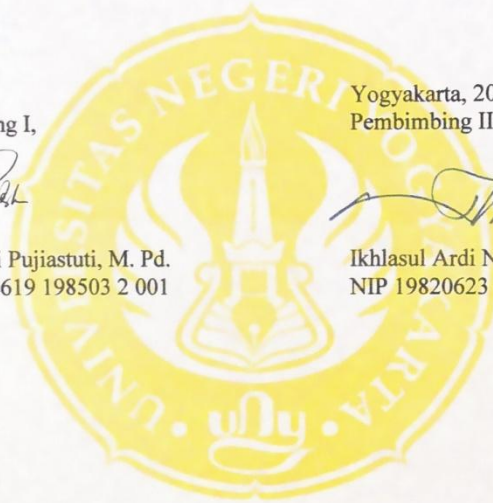 Yogyakarta, 20
ng I,
Pembimbing II
i Pujiastuti, M. Pd.
619 198503 2 001
Ikhlasul Ardi N
NIP 19820623
UNIVERSITAS NEGERI YOGYAKARTA
uny